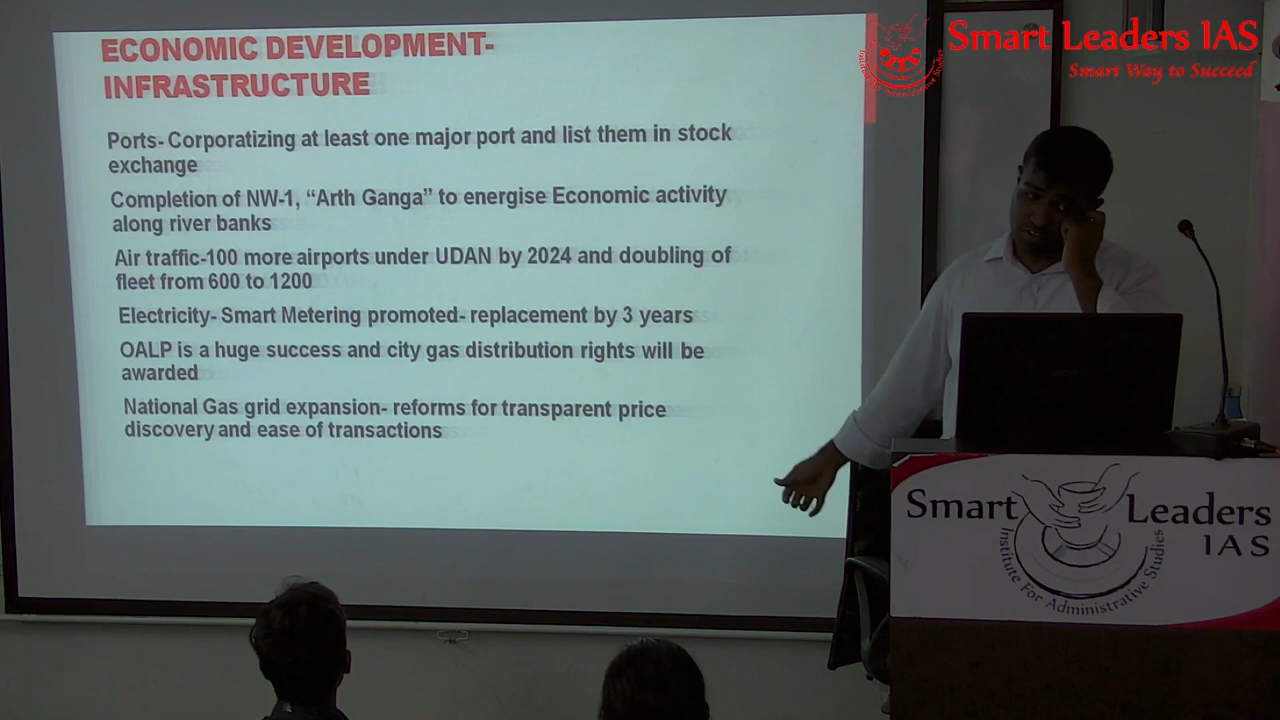 ECONOMIC DEVELOPMENT-
INFRASTRUCTURE
Ports- Corporatizing at least one major port and list them in stock
exchange
Completion of NW-1, “Arth Ganga” to energise Economic activity
along river banks
Air traffic-100 more airports under UDAN by 2024 and doubling of
fleet from 600 to 1200
Electricity- Smart Metering promoted- replacement by 3 years
OALP is a huge success and city gas distribution rights will be
awarded
National Gas grid expansion- reforms for transparent price
discovery and ease of transactions
Smart Leaders IAS
Smart Way to Succeed
Institute For Administrative Studies
Smart Leaders
IAS
Institute For Administrative Studies